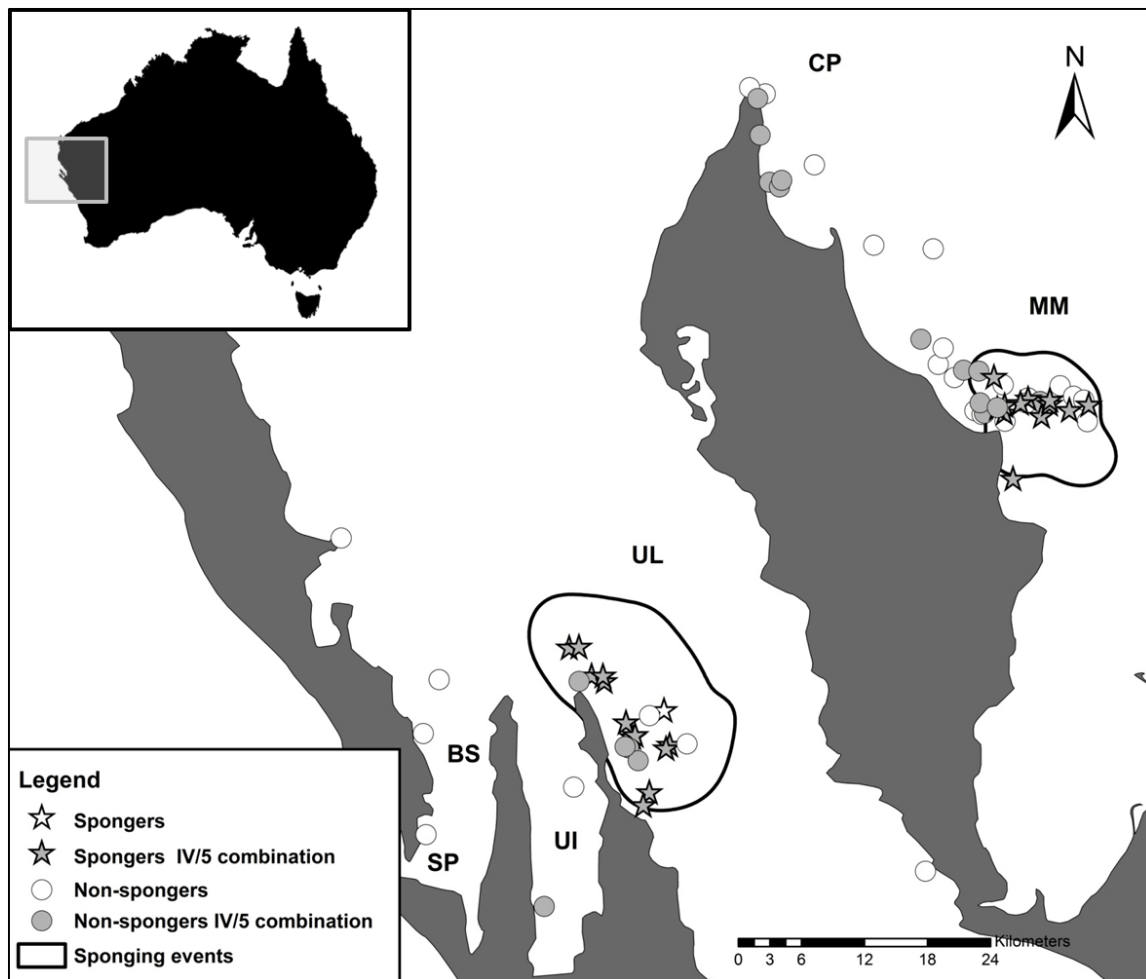 CP
N
MM
UL
BS
UI
SP
Legend
Spongers
Spongers IV/5 combination
Non-spongers
Non-spongers IV/5 combination
Sponging events
Kilometers
0 3 6 12 18 24